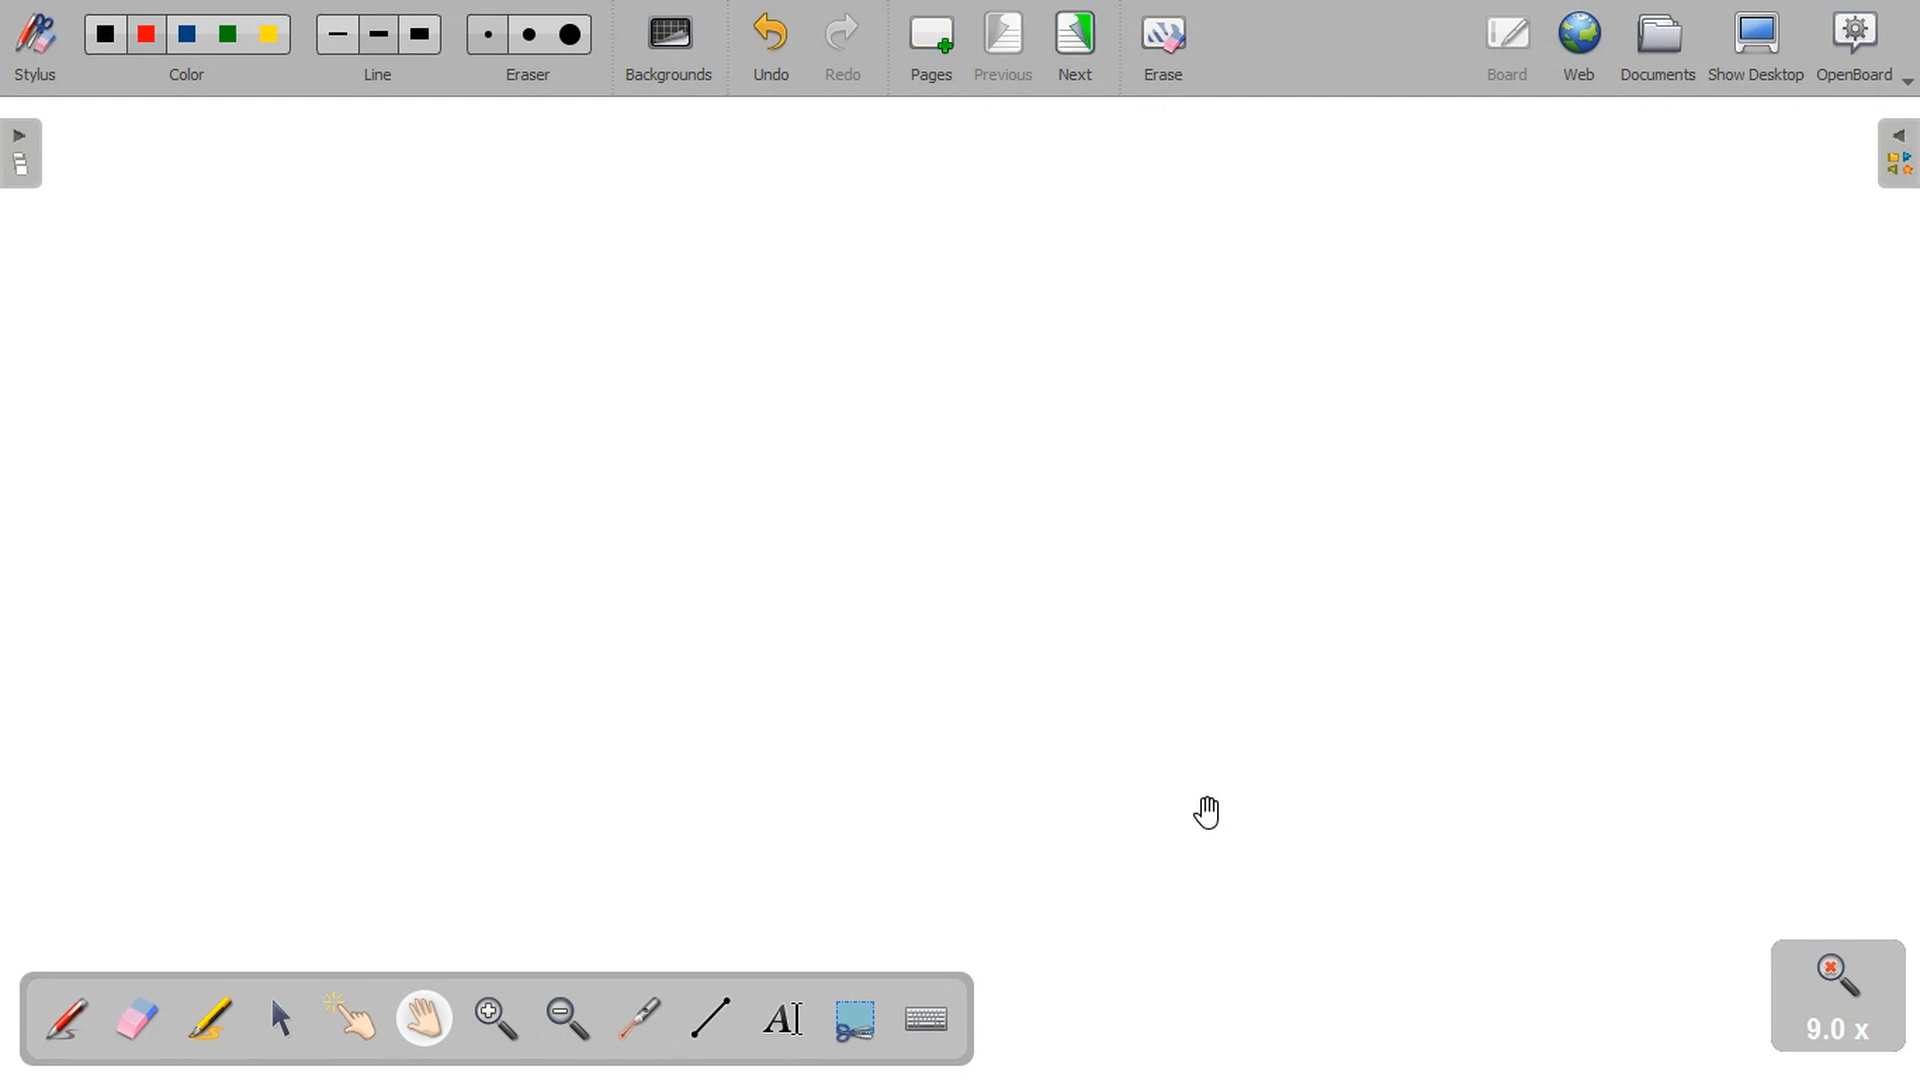 Stylus Color Line Eraser Backgrounds Undo Redo Pages Previous Next Erase Board Web Documents Show Desktop OpenBoard
AI
9.0 x